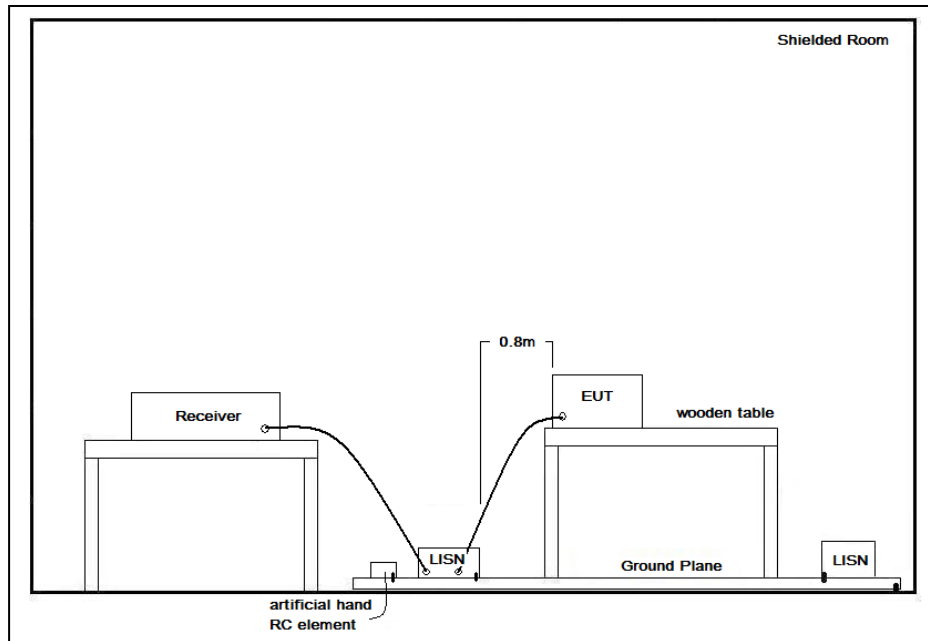 Shielded Room
0.8m
EUT
Receiver
wooden table
LISN
LISN
Ground Plane
artificial hand
RC element